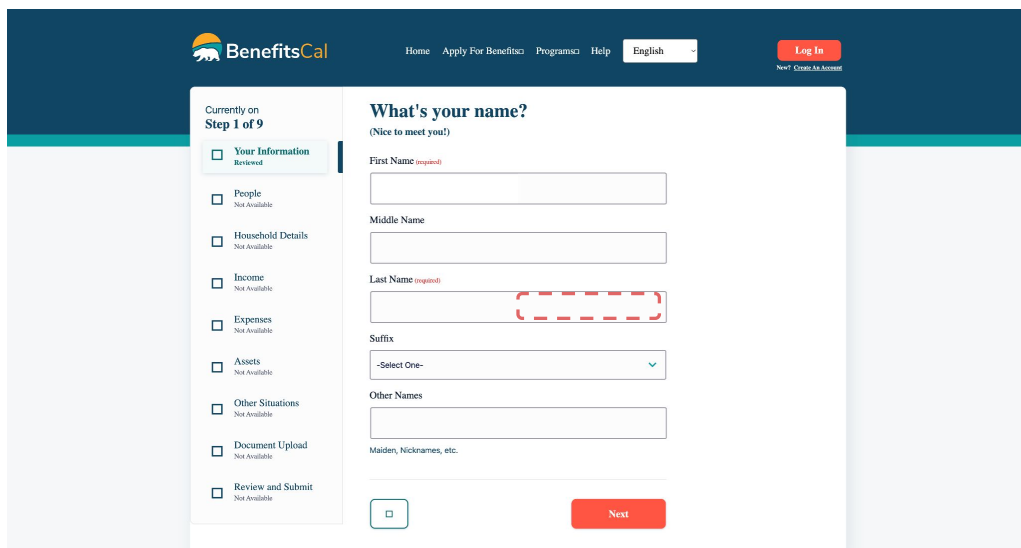 BenefitsCal
Home Apply For Benefits Programs Help English
Log In
New? Create An Account
Currently on
Step 1 of 9
Your Information
Reviewed
People
Not Available
Household Details
Not Available
Income
Not Available
Expenses
Not Available
Assets
Not Available
Other Situations
Not Available
Document Upload
Not Available
Review and Submit
Not Available
What's your name?
(Nice to meet you!)
First Name (required)
Middle Name
Last Name (required)
Suffix
-Select One-
Other Names
Maiden, Nicknames, etc.
Next